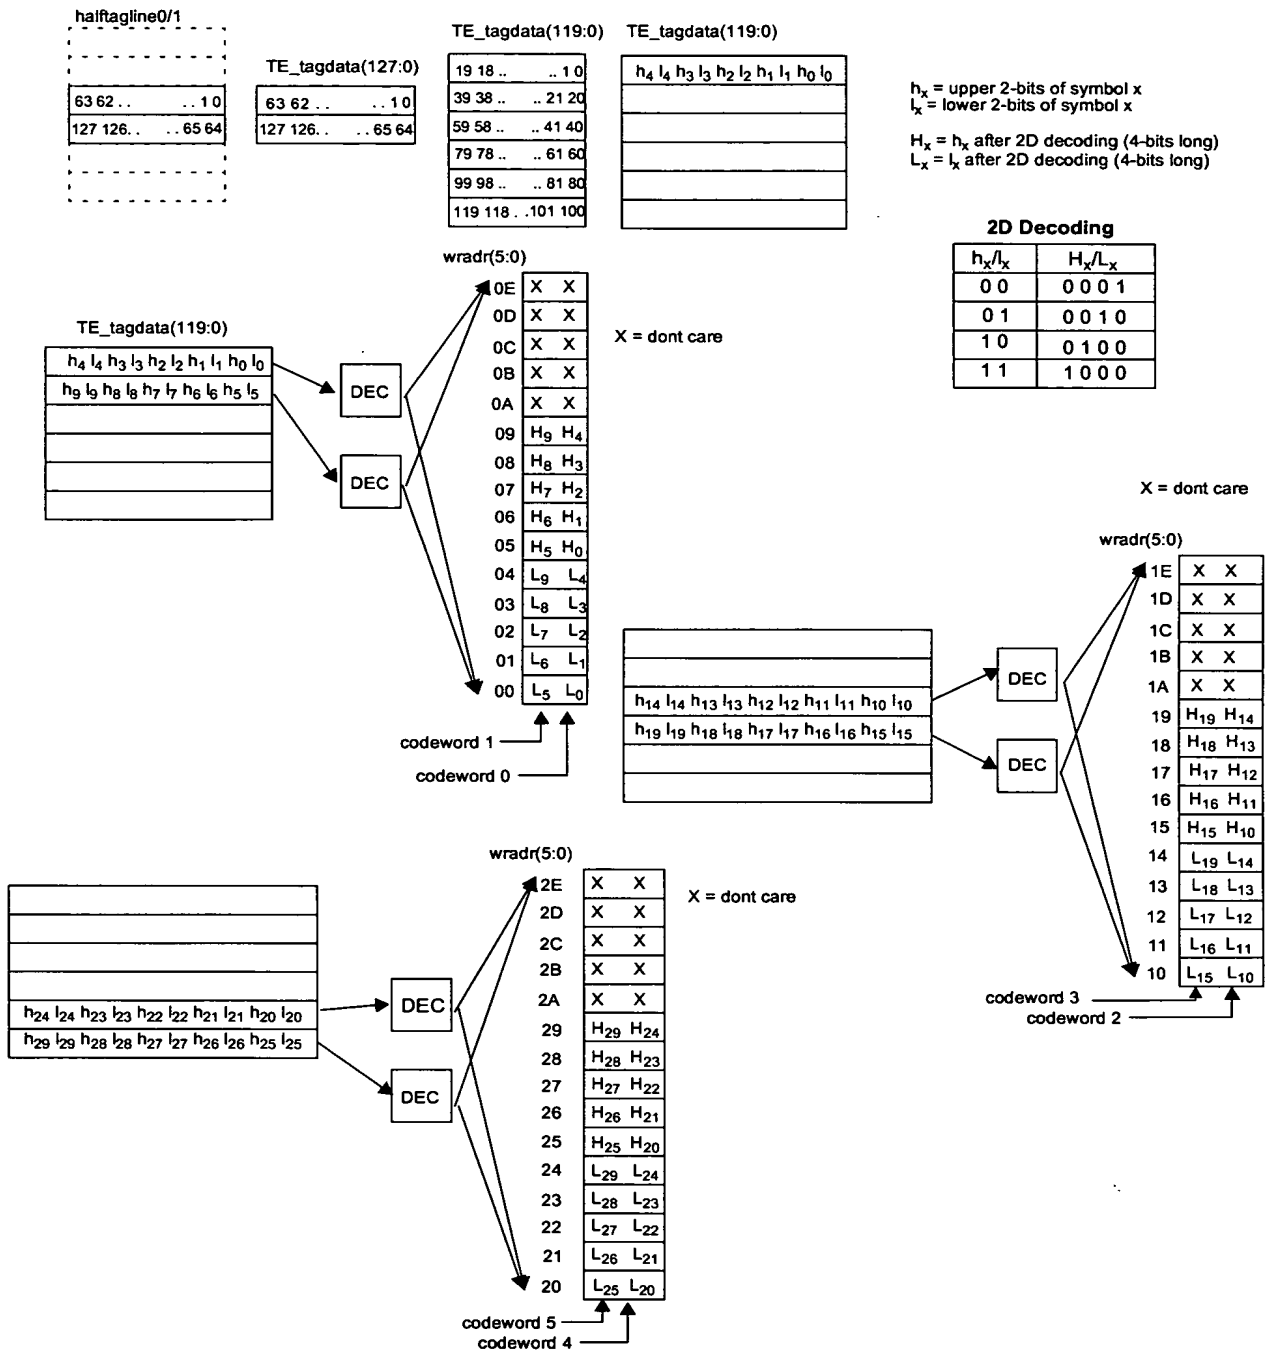 halftagline0/1
63 62 . . . . 1 0
127 126. . . . 65 64
TE_tagdata(127:0)
63 62 . . . . 1 0
127 126. . . . 65 64
TE_tagdata(119:0)
19 18 .. .. 1 0
39 38 .. .. 21 20
59 58 .. .. 41 40
79 78 .. .. 61 60
99 98 .. .. 81 80
119 118 . . 101 100
TE_tagdata(119:0)
h4 l4 h3 l3 h2 l2 h1 l1 h0 l0
hx = upper 2-bits of symbol x
lx = lower 2-bits of symbol x
Hx = hx after 2D decoding (4-bits long)
Lx = lx after 2D decoding (4-bits long)
2D Decoding
hx/lx Hx/Lx
0 0 0 0 0 1
0 1 0 0 1 0
1 0 0 1 0 0
1 1 1 0 0 0
TE_tagdata(119:0)
h4 l4 h3 l3 h2 l2 h1 l1 h0 l0
h9 l9 h8 l8 h7 l7 h6 l6 h5 l5
DEC
DEC
wradr(5:0)
0E X X
0D X X
0C X X
0B X X
0A X X
09 H9 H4
08 H8 H3
07 H7 H2
06 H6 H1
05 H5 H0
04 L9 L4
03 L8 L3
02 L7 L2
01 L6 L1
00 L5 L0
X = dont care
codeword 1
codeword 0
h14 l14 h13 l13 h12 l12 h11 l11 h10 l10
h19 l19 h18 l18 h17 l17 h16 l16 h15 l15
DEC
DEC
X = dont care
wradr(5:0)
1E X X
1D X X
1C X X
1B X X
1A X X
19 H19 H14
18 H18 H13
17 H17 H12
16 H16 H11
15 H15 H10
14 L19 L14
13 L18 L13
12 L17 L12
11 L16 L11
10 L15 L10
codeword 3
codeword 2
h24 l24 h23 l23 h22 l22 h21 l21 h20 l20
h29 l29 h28 l28 h27 l27 h26 l26 h25 l25
DEC
DEC
wradr(5:0)
2E X X
2D X X
2C X X
2B X X
2A X X
29 H29 H24
28 H28 H23
27 H27 H22
26 H26 H21
25 H25 H20
24 L29 L24
23 L28 L23
22 L27 L22
21 L26 L21
20 L25 L20
X = dont care
codeword 5
codeword 4